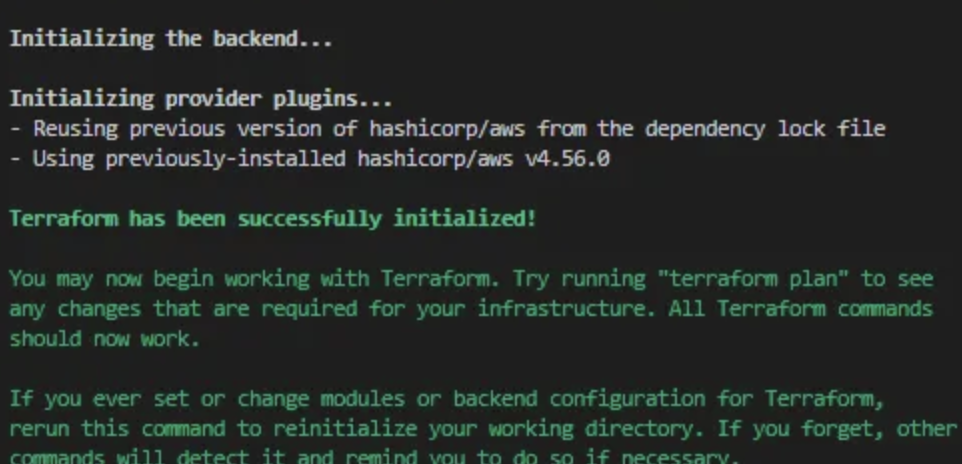 Initializing the backend...
Initializing provider plugins...
- Reusing previous version of hashicorp/aws from the dependency lock file
- Using previously-installed hashicorp/aws v4.56.0
Terraform has been successfully initialized!
You may now begin working with Terraform. Try running "terraform plan" to see
any changes that are required for your infrastructure. All Terraform commands
should now work.
If you ever set or change modules or backend configuration for Terraform,
rerun this command to reinitialize your working directory. If you forget, other
commands will detect it and remind you to do so if necessary.